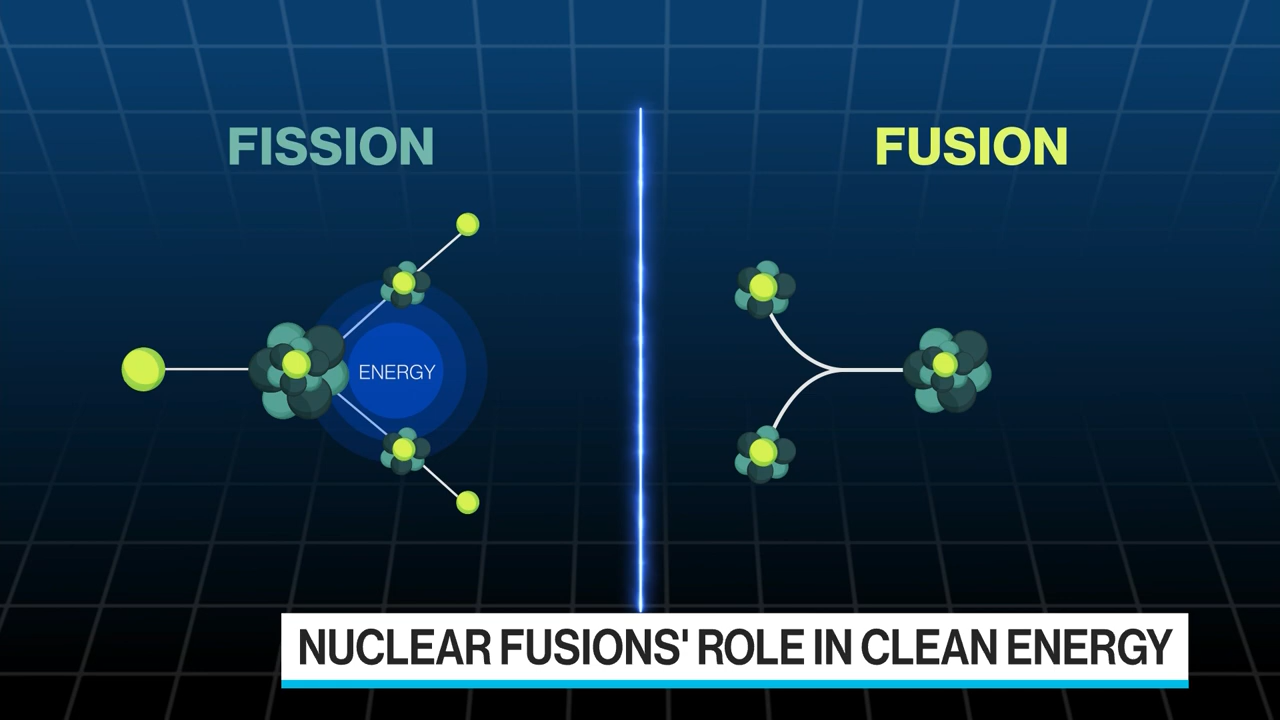 FISSION
FUSION
ENERGY
NUCLEAR FUSIONS' ROLE IN CLEAN ENERGY